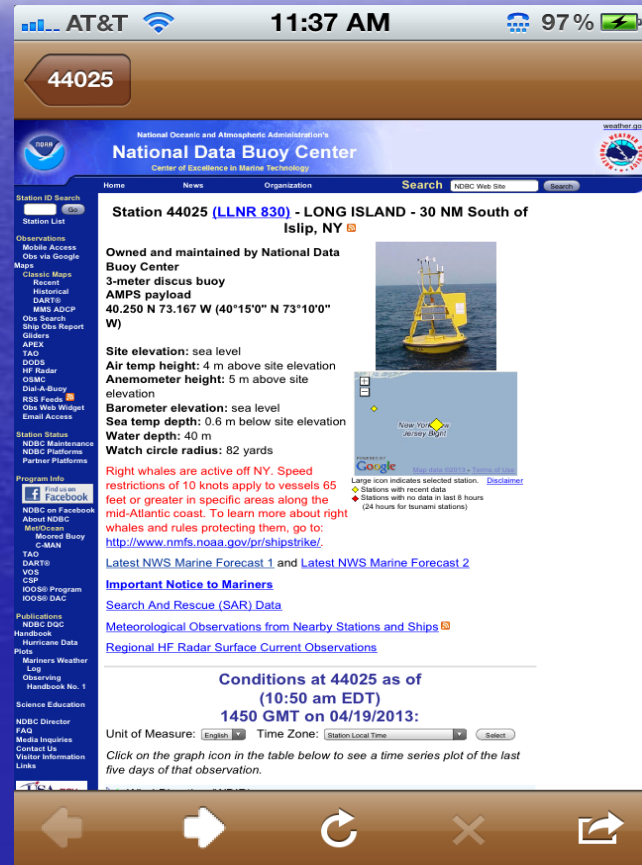 AT&T 11:37 AM 97%
44025
weather.go
NOAA
National Oceanic and Atmospheric Administration's
National Data Buoy Center
Center of Excellence in Marine Technology
Home News Organization Search NDBC Web Site Search
Station ID Search
Go
Station List
Observations
Mobile Access
Obs via Google
Maps
Classic Maps
Recent
Historical
DART®
MMS ADCP
Obs Search
Ship Obs Report
Gliders
APEX
TAO
DODS
HF Radar
OSMC
Dial-A-Buoy
RSS Feeds
Obs Web Widget
Email Access
Station Status
NDBC Maintenance
NDBC Platforms
Partner Platforms
Program Info
Find us on
Facebook
NDBC on Facebook
About NDBC
Met/Ocean
Moored Buoy
C-MAN
TAO
DART®
VOS
CSP
IOOS® Program
IOOS® DAC
Publications
NDBC DQC
Handbook
Hurricane Data
Plots
Mariners Weather
Log
Observing
Handbook No. 1
Science Education
NDBC Director
FAQ
Media Inquiries
Contact Us
Visitor Information
Links
Station 44025 (LLNR 830) - LONG ISLAND - 30 NM South of
Islip, NY
Owned and maintained by National Data
Buoy Center
3-meter discus buoy
AMPS payload
40.250 N 73.167 W (40°15'0" N 73°10'0"
W)
Site elevation: sea level
Air temp height: 4 m above site elevation
Anemometer height: 5 m above site
elevation
Barometer elevation: sea level
Sea temp depth: 0.6 m below site elevation
Water depth: 40 m
Watch circle radius: 82 yards
Right whales are active off NY. Speed
restrictions of 10 knots apply to vessels 65
feet or greater in specific areas along the
mid-Atlantic coast. To learn more about right
whales and rules protecting them, go to:
http://www.nmfs.noaa.gov/pr/shipstrike/.
New York
Jersey Bight
POWERED BY
Google
Map data ©2013 - Terms of Use
Large icon indicates selected station. Disclaimer
Stations with recent data
Stations with no data in last 8 hours
(24 hours for tsunami stations)
Latest NWS Marine Forecast 1 and Latest NWS Marine Forecast 2
Important Notice to Mariners
Search And Rescue (SAR) Data
Meteorological Observations from Nearby Stations and Ships
Regional HF Radar Surface Current Observations
Conditions at 44025 as of
(10:50 am EDT)
1450 GMT on 04/19/2013:
Unit of Measure: English Time Zone: Station Local Time Select
Click on the graph icon in the table below to see a time series plot of the last
five days of that observation.